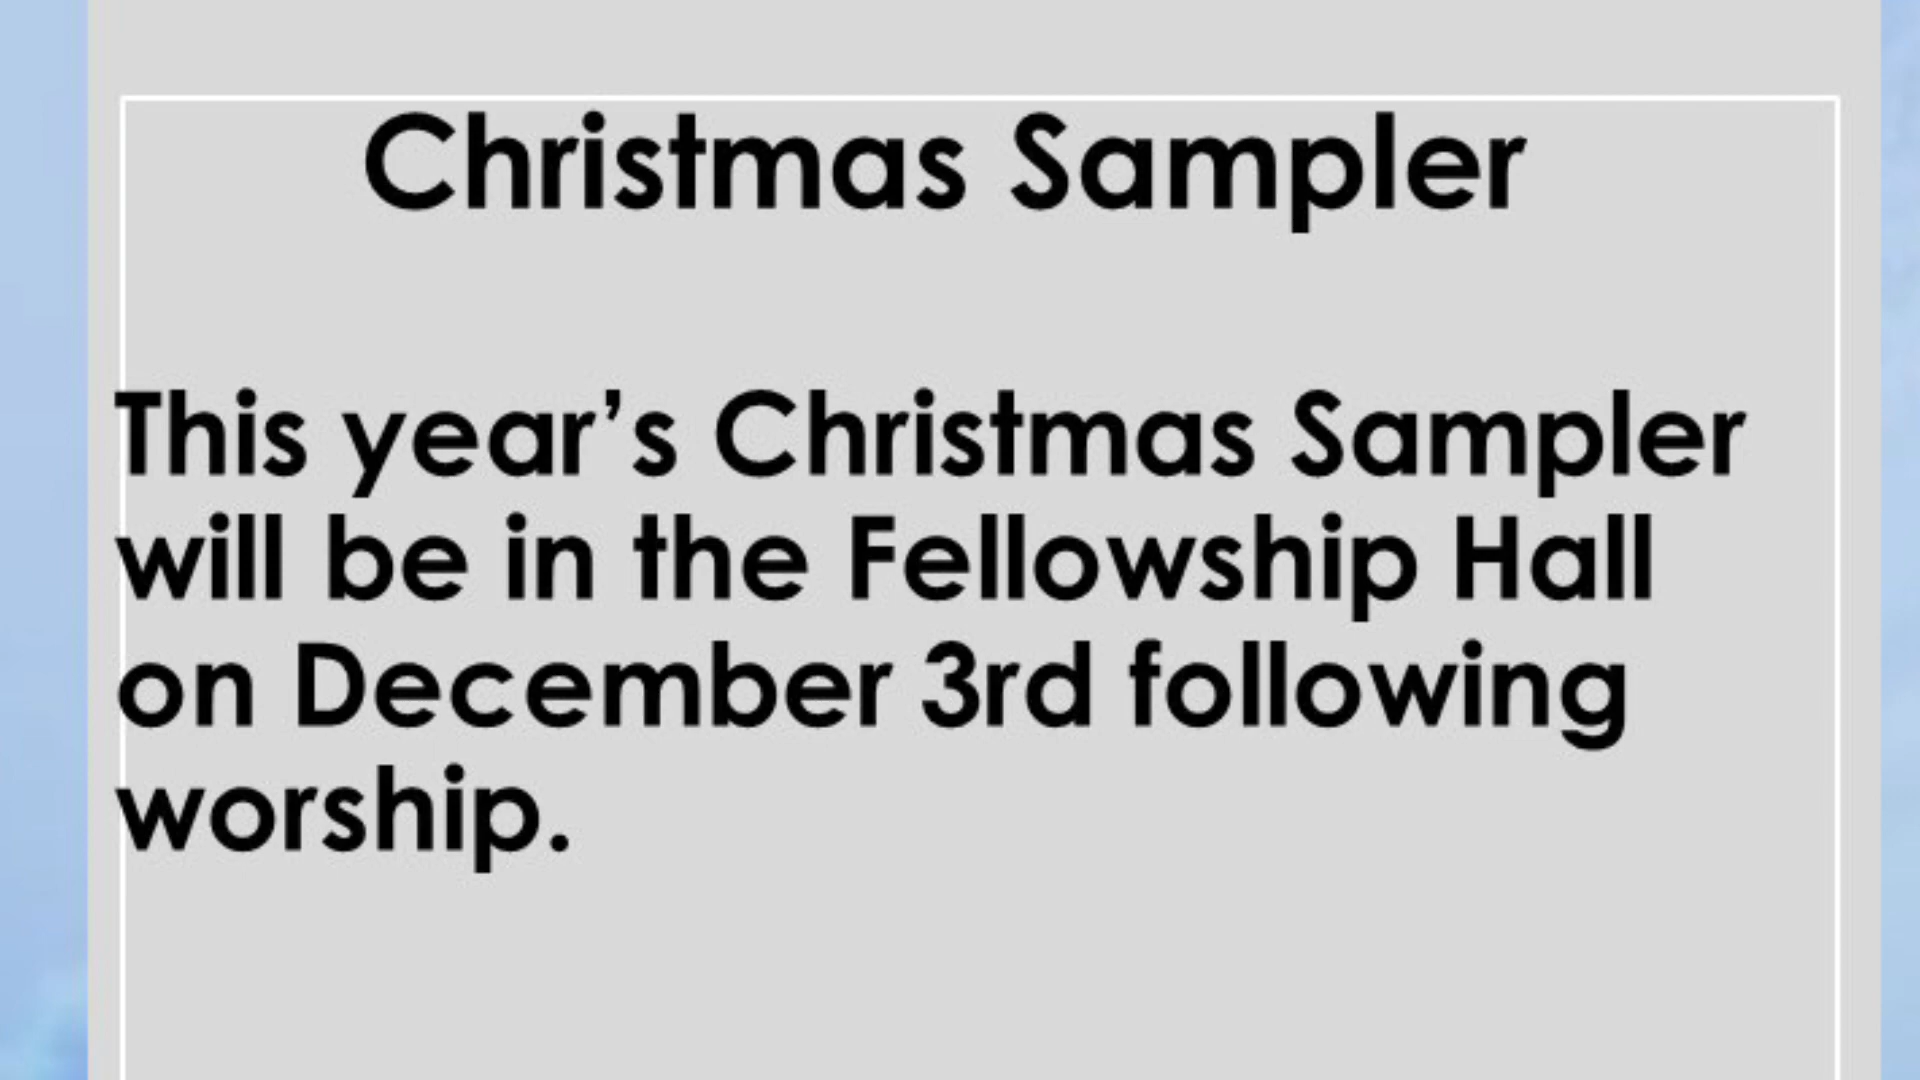 Christmas Sampler
This year’s Christmas Sampler
will be in the Fellowship Hall
on December 3rd following
worship.